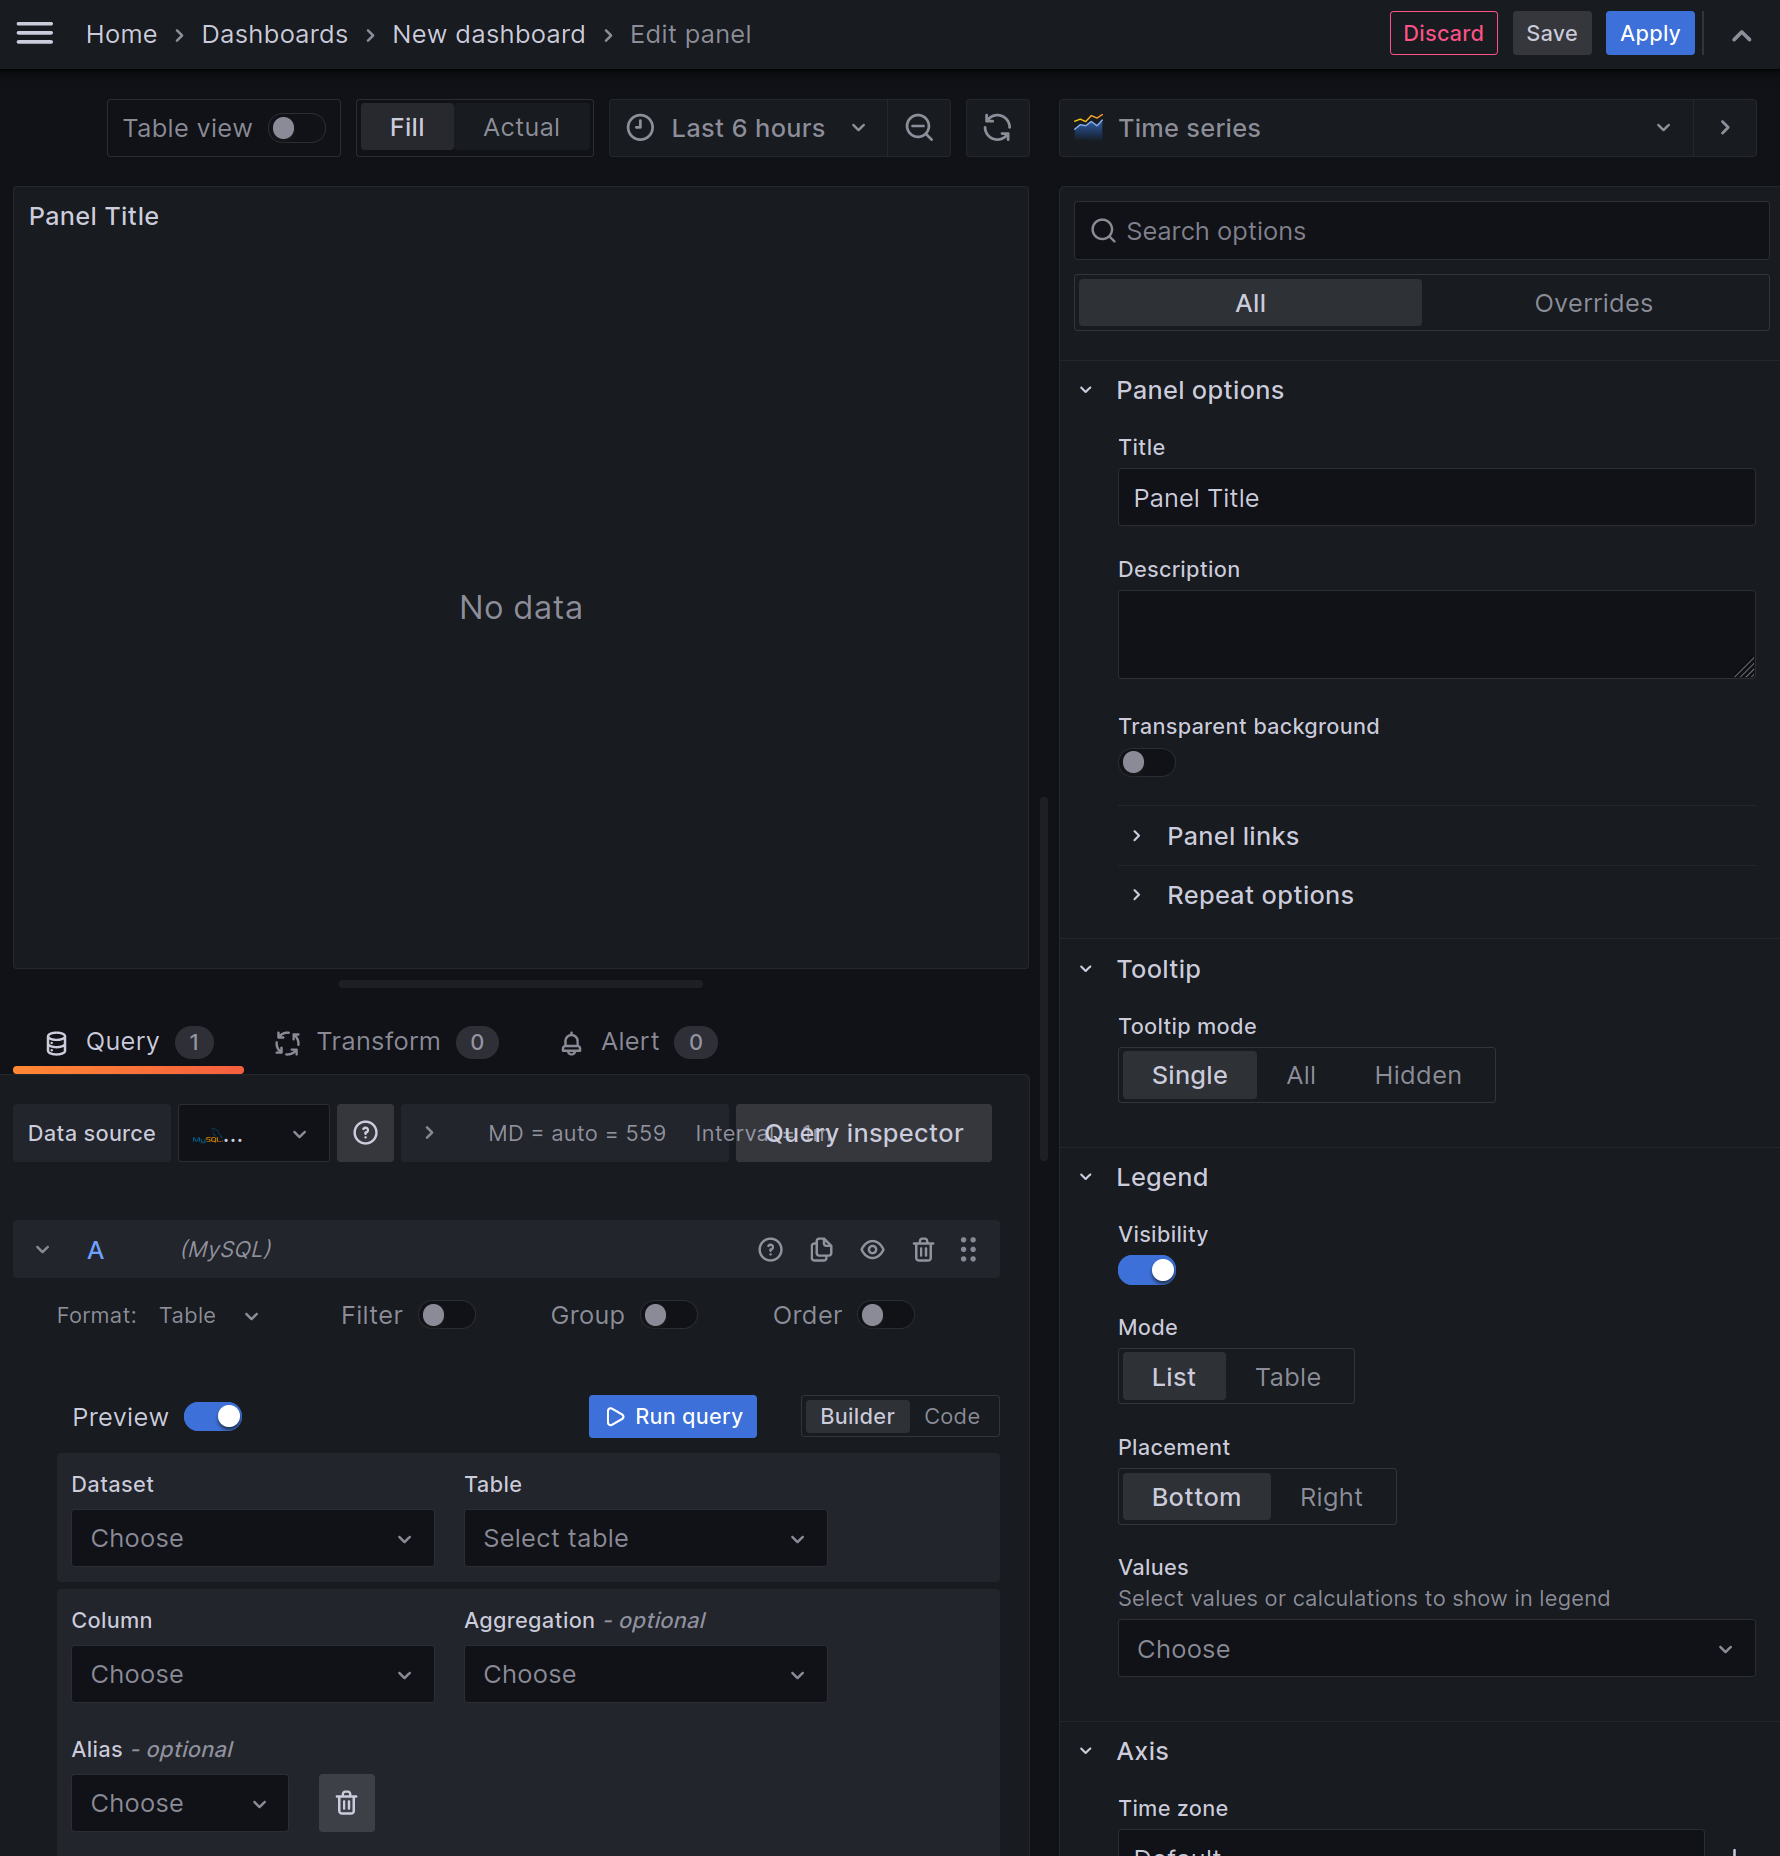 Home › Dashboards › New dashboard › Edit panel
Discard Save Apply
Table view Fill Actual Last 6 hours Time series
Panel Title
No data
Query 1 Transform 0 Alert 0
Data source MySQL... MD = auto = 559 Interval = 1m Query inspector
A (MySQL)
Format: Table Filter Group Order
Preview Run query Builder Code
Dataset Table
Choose Select table
Column Aggregation - optional
Choose Choose
Alias - optional
Choose
Search options
All Overrides
Panel options
Title
Panel Title
Description
Transparent background
Panel links
Repeat options
Tooltip
Tooltip mode
Single All Hidden
Legend
Visibility
Mode
List Table
Placement
Bottom Right
Values
Select values or calculations to show in legend
Choose
Axis
Time zone
Default